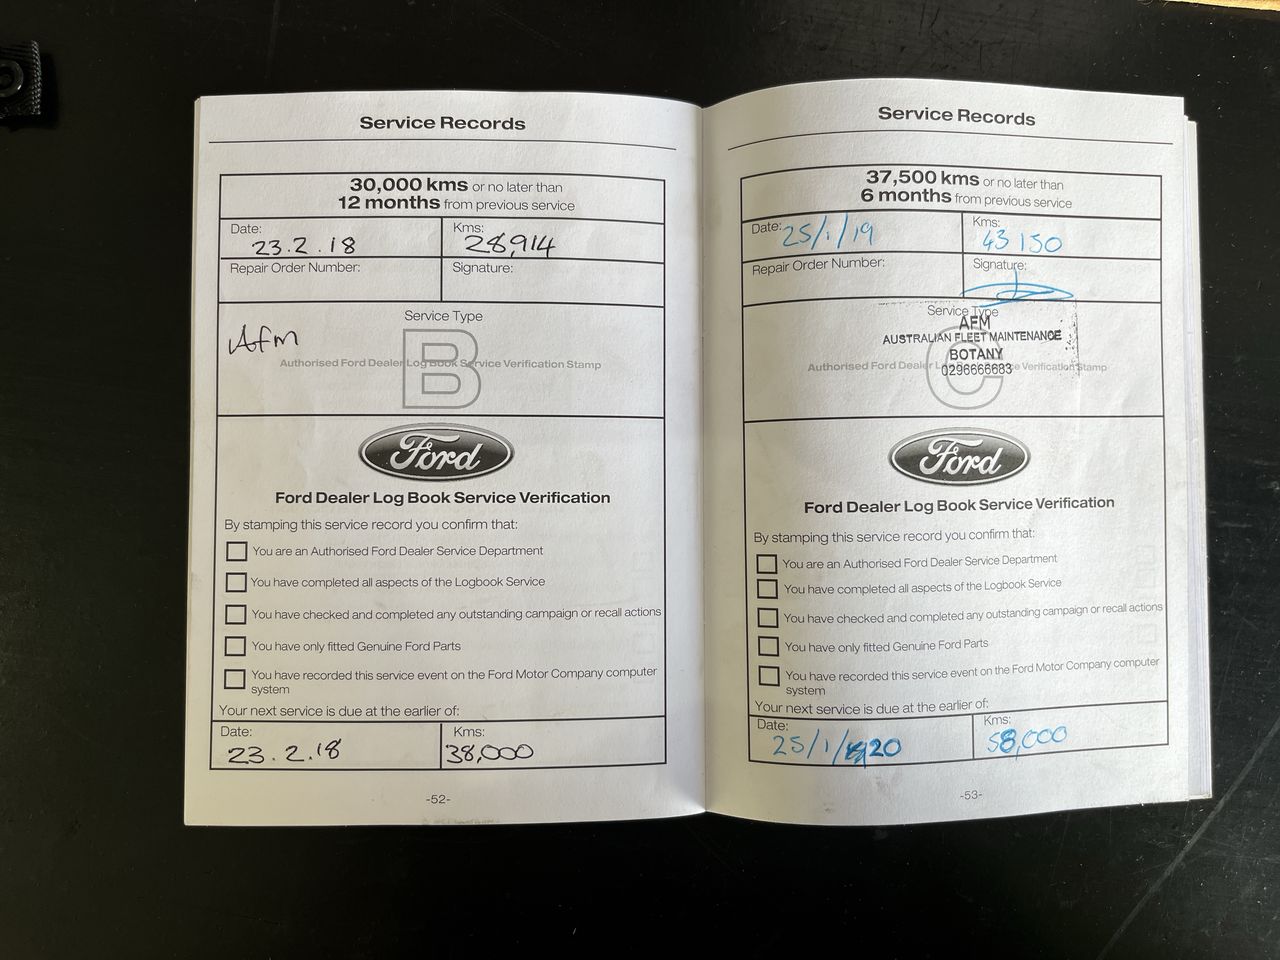 Service Records
30,000 kms or no later than
12 months from previous service
Date:
23.2.18
Kms:
28,914
Repair Order Number:
Signature:
Service Type
Afm
B
Authorised Ford Dealer Log Book Service Verification Stamp
Ford
Ford Dealer Log Book Service Verification
By stamping this service record you confirm that:
You are an Authorised Ford Dealer Service Department
You have completed all aspects of the Logbook Service
You have checked and completed any outstanding campaign or recall actions
You have only fitted Genuine Ford Parts
You have recorded this service event on the Ford Motor Company computer
system
Your next service is due at the earlier of:
Date:
23.2.18
Kms:
38,000
-52-
Service Records
37,500 kms or no later than
6 months from previous service
Date:
25/1/19
Kms:
43 150
Repair Order Number:
Signature:
Service Type
AFM
AUSTRALIAN FLEET MAINTENANCE
BOTANY
0296666683
C
Authorised Ford Dealer Service Verification Stamp
Ford
Ford Dealer Log Book Service Verification
By stamping this service record you confirm that:
You are an Authorised Ford Dealer Service Department
You have completed all aspects of the Logbook Service
You have checked and completed any outstanding campaign or recall actions
You have only fitted Genuine Ford Parts
You have recorded this service event on the Ford Motor Company computer
system
Your next service is due at the earlier of:
Date:
25/1/20
Kms:
58,000
-53-